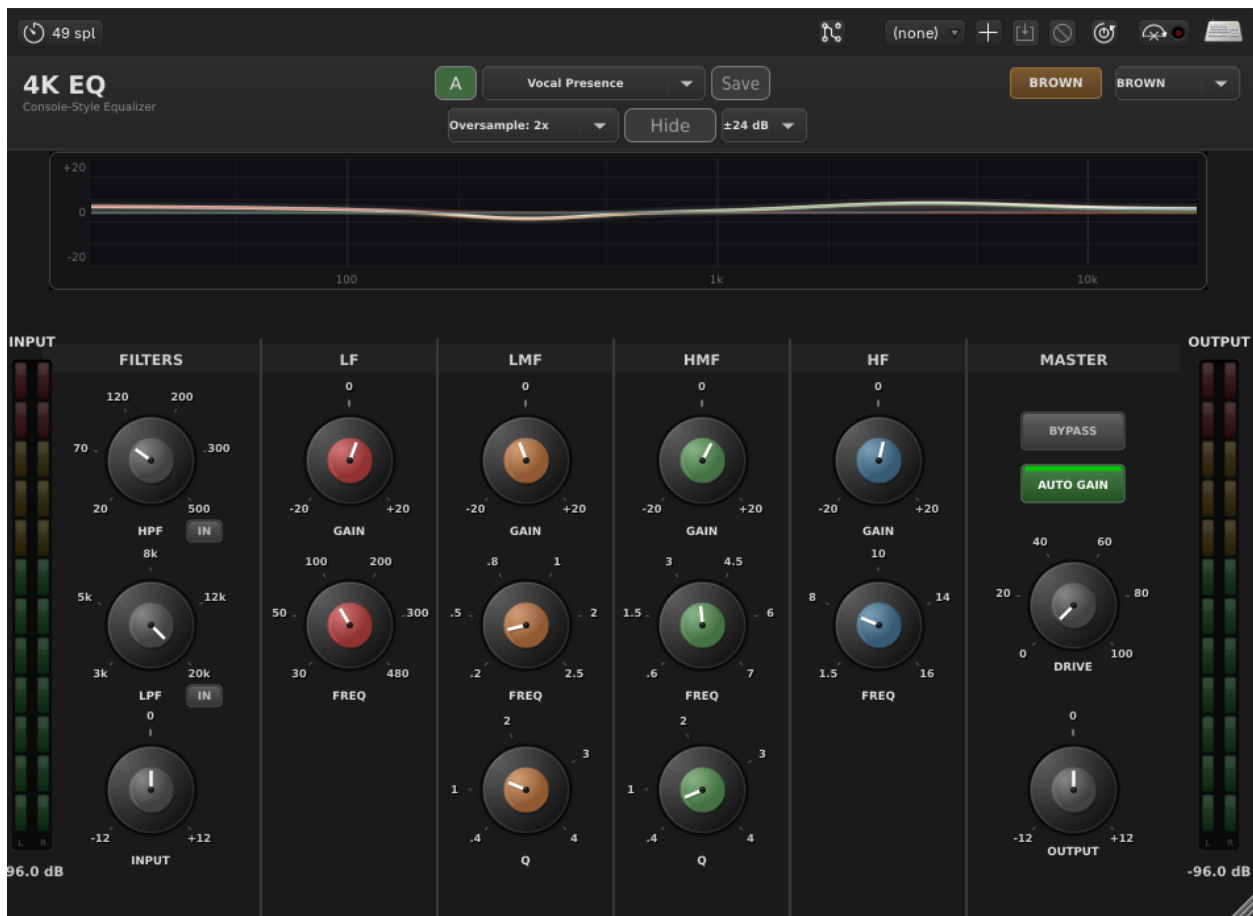 49 spl
(none)
4K EQ
Console-Style Equalizer
A
Vocal Presence
Save
BROWN
BROWN
Oversample: 2x
Hide
±24 dB
+20
0
-20
100
1k
10k
INPUT
OUTPUT
FILTERS
LF
LMF
HMF
HF
MASTER
120
200
70
300
20
500
HPF
IN
8k
5k
12k
3k
20k
LPF
IN
0
-12
+12
INPUT
0
-20
+20
GAIN
100
200
50
300
30
480
FREQ
0
-20
+20
GAIN
.8
1
.5
2
.2
2.5
FREQ
2
3
1
.4
4
Q
0
-20
+20
GAIN
3
4.5
1.5
6
.6
7
FREQ
2
3
1
.4
4
Q
0
-20
+20
GAIN
10
8
14
1.5
16
FREQ
BYPASS
AUTO GAIN
40
60
20
80
0
100
DRIVE
0
-12
+12
OUTPUT
L R
96.0 dB
L R
-96.0 dB